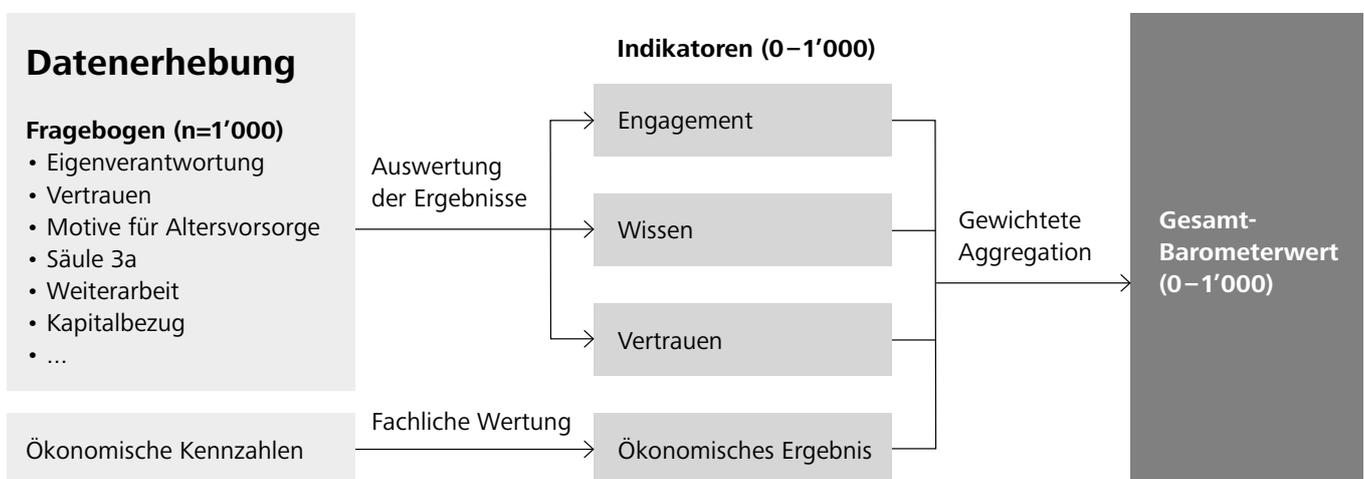 Datenerhebung
Fragebogen (n=1’000)
• Eigenverantwortung
• Vertrauen
• Motive für Altersvorsorge
• Säule 3a
• Weiterarbeit
• Kapitalbezug
• ...
Ökonomische Kennzahlen
Auswertung
der Ergebnisse
Fachliche Wertung
Indikatoren (0–1’000)
Engagement
Wissen
Vertrauen
Ökonomisches Ergebnis
Gewichtete
Aggregation
Gesamt-
Barometerwert
(0–1’000)